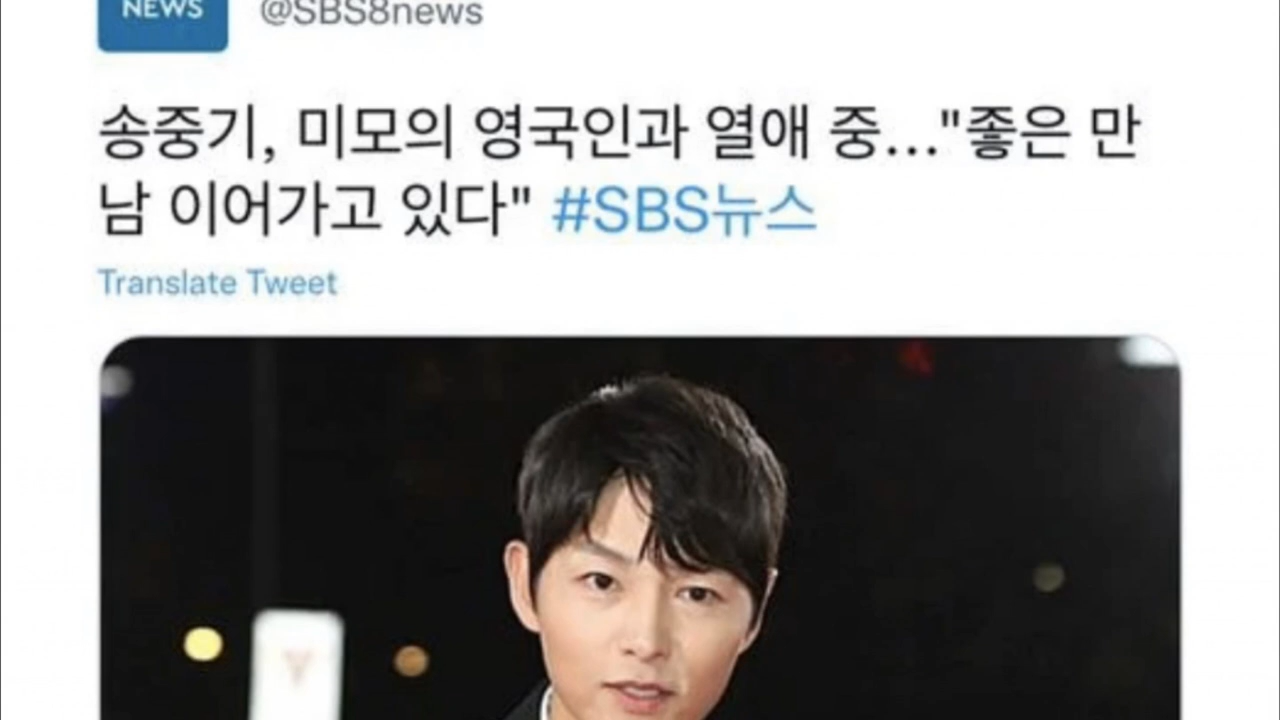 NEWS
@SBS8news
송중기, 미모의 영국인과 열애 중..."좋은 만
남 이어가고 있다" #SBS뉴스
Translate Tweet